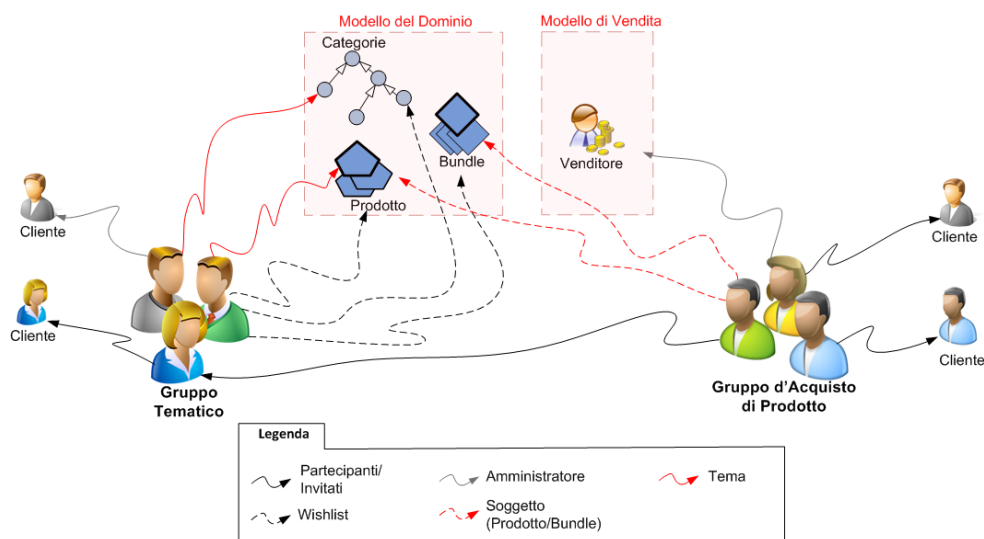 Modello del Dominio
Modello di Vendita
Categorie
Bundle
Venditore
Prodotto
Cliente
Cliente
Cliente
Cliente
Gruppo
Tematico
Gruppo d'Acquisto
di Prodotto
Legenda
Partecipanti/
Invitati
Amministratore
Tema
Wishlist
Soggetto
(Prodotto/Bundle)